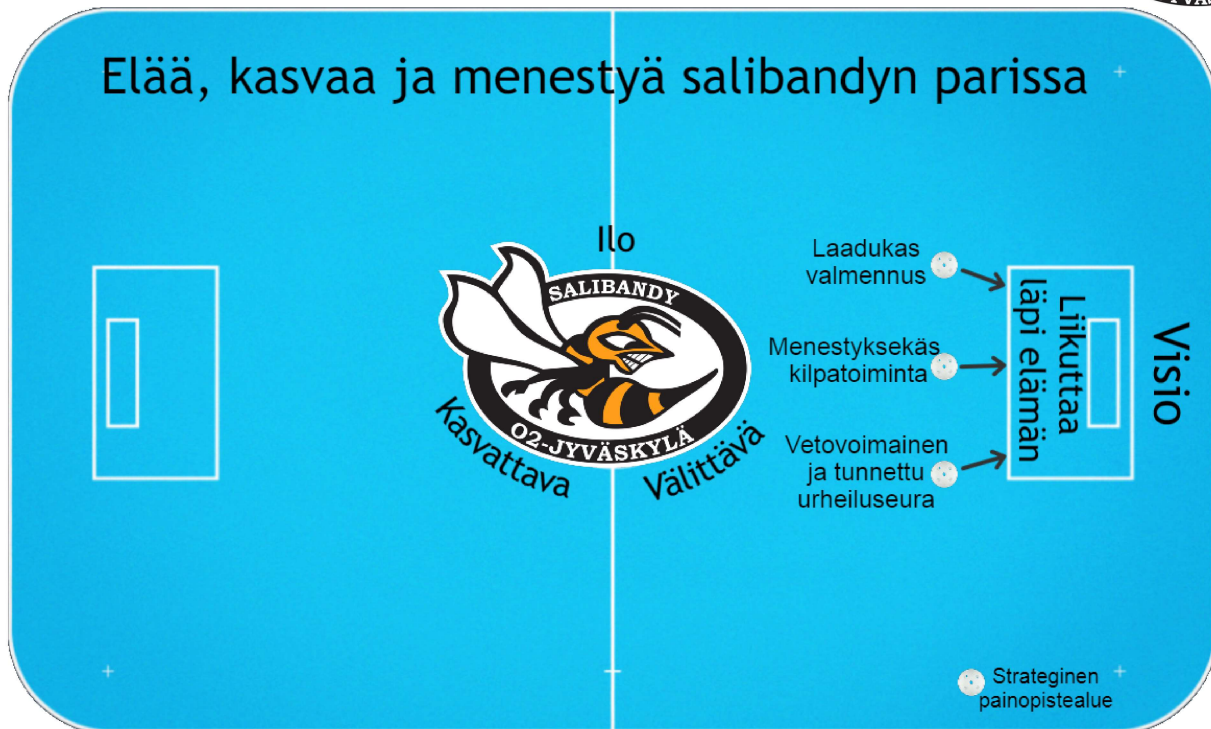 Elää, kasvaa ja menestyä salibandyn parissa
Ilo
SALIBANDY
O2-JYVÄSKYLÄ
Kasvattava
Välittävä
Laadukas
valmennus
Menestyksekäs
kilpatoiminta
Vetovoimainen
ja tunnettu
urheiluseura
Liikuttaa
läpi elämän
Visio
Strateginen
painopistealue